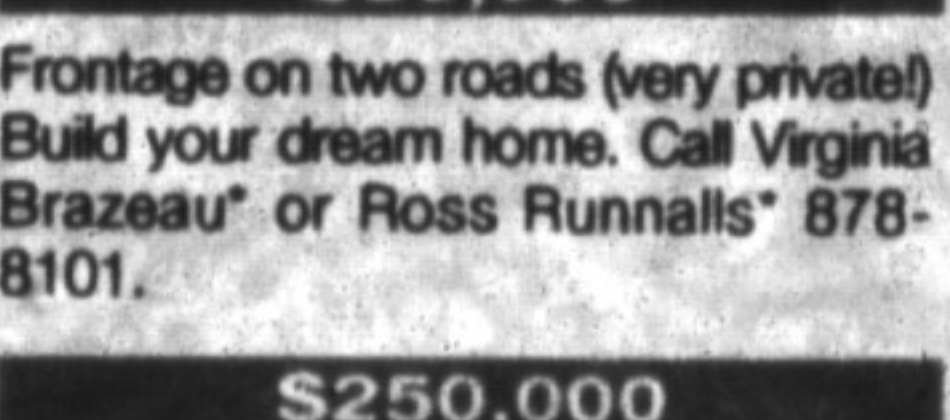 Frontage on two roads (very private!)
Build your dream home. Call Virginia
Brazeau* or Ross Runnalls* 878-
8101.
$250,000